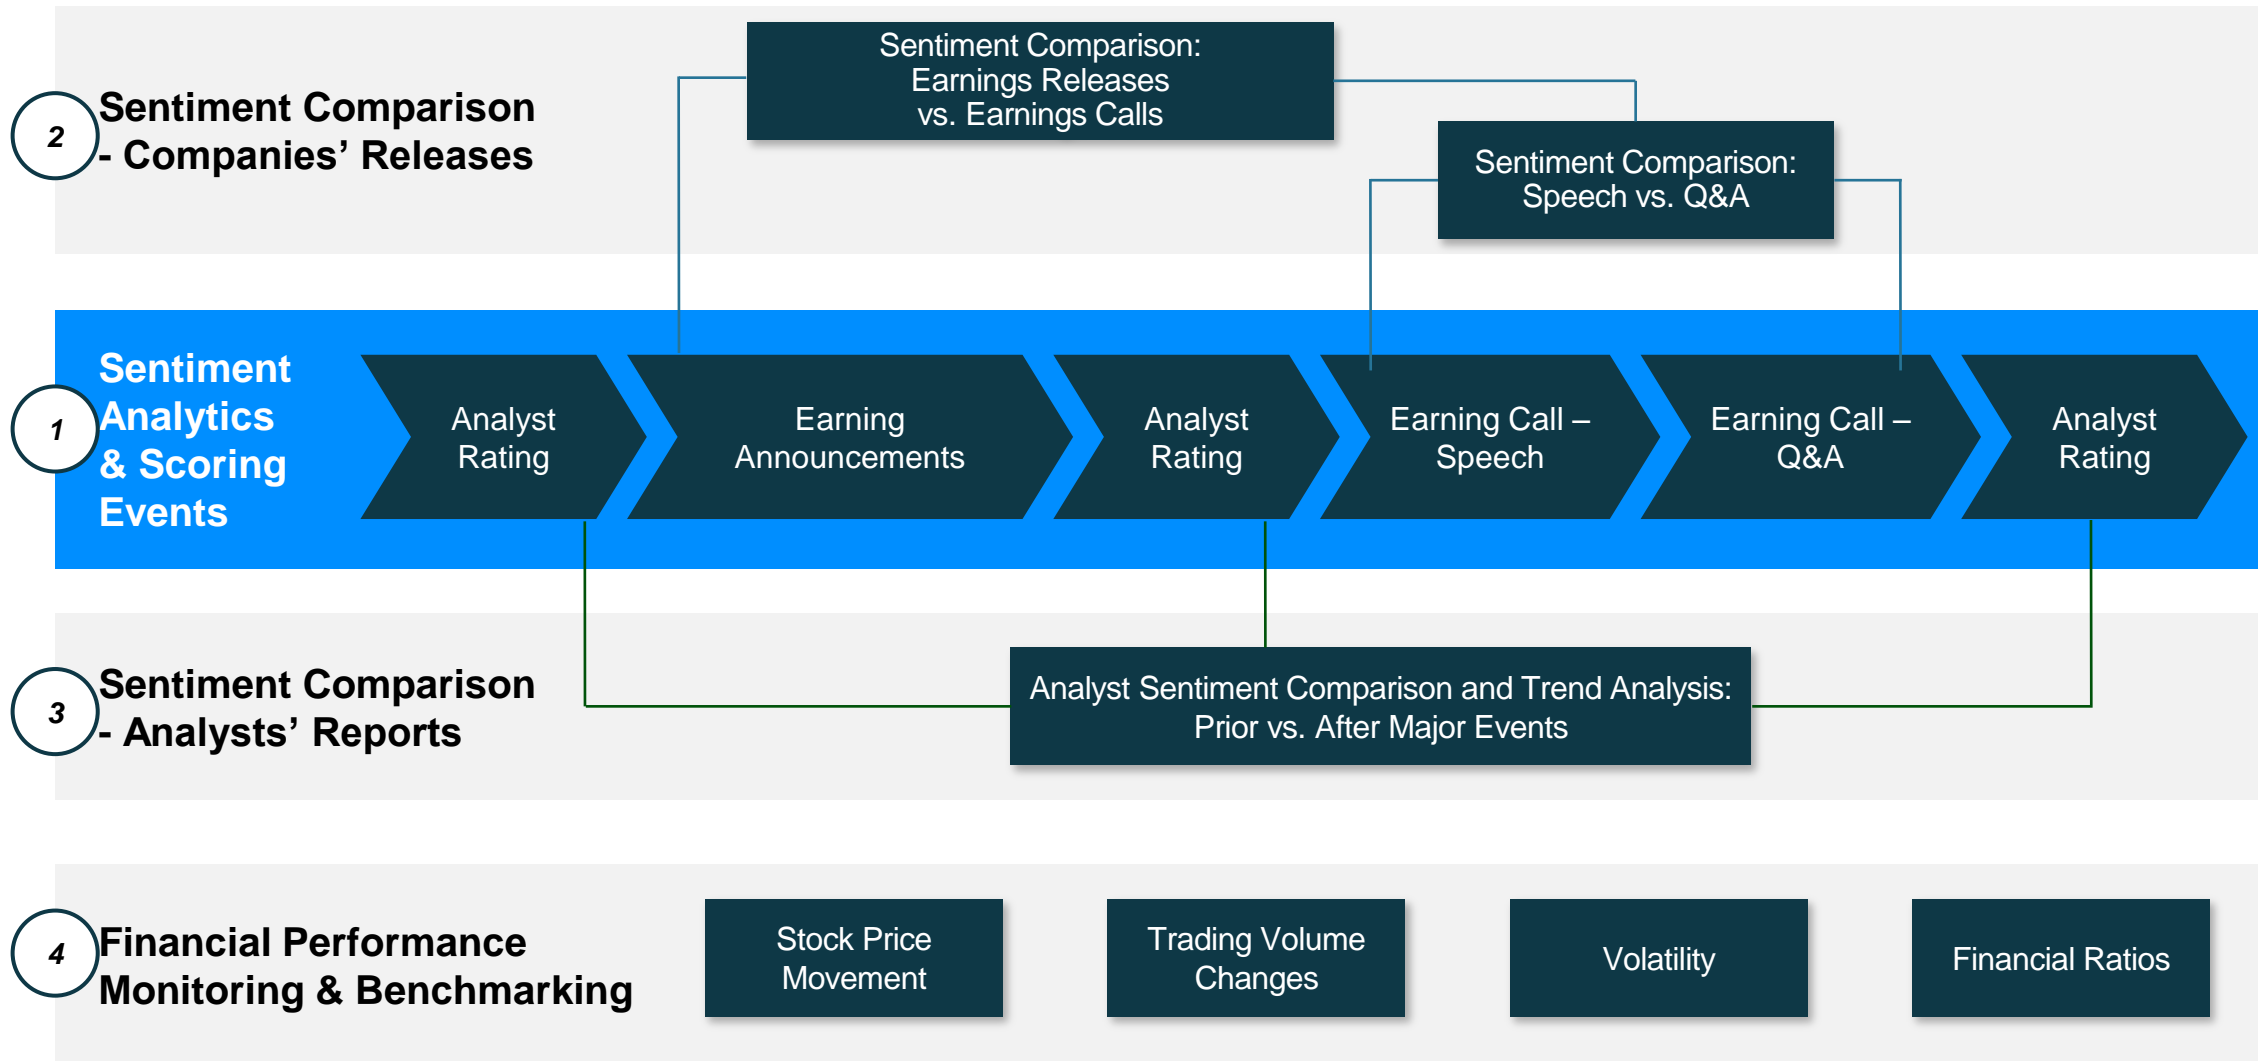 Sentiment Comparison:
Earnings Releases
vs. Earnings Calls
2
Sentiment Comparison
- Companies’ Releases
Sentiment Comparison:
Speech vs. Q&A
1
Sentiment
Analytics
& Scoring
Events
Analyst
Rating
Earning
Announcements
Analyst
Rating
Earning Call –
Speech
Earning Call –
Q&A
Analyst
Rating
3
Sentiment Comparison
- Analysts’ Reports
Analyst Sentiment Comparison and Trend Analysis:
Prior vs. After Major Events
4
Financial Performance
Monitoring & Benchmarking
Stock Price
Movement
Trading Volume
Changes
Volatility
Financial Ratios